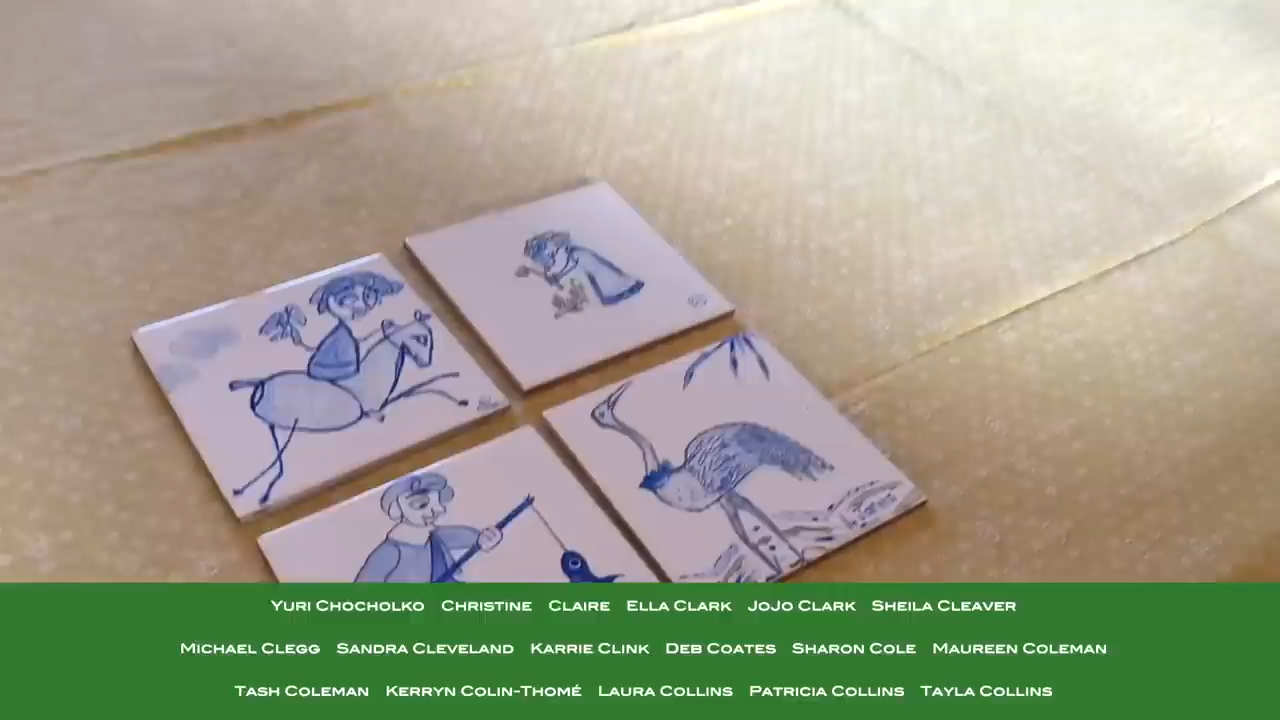 Yuri Chocholko Christine Claire Ella Clark JoJo Clark Sheila Cleaver
Michael Clegg Sandra Cleveland Karrie Clink Deb Coates Sharon Cole Maureen Coleman
Tash Coleman Kerryn Colin-Thomé Laura Collins Patricia Collins Tayla Collins